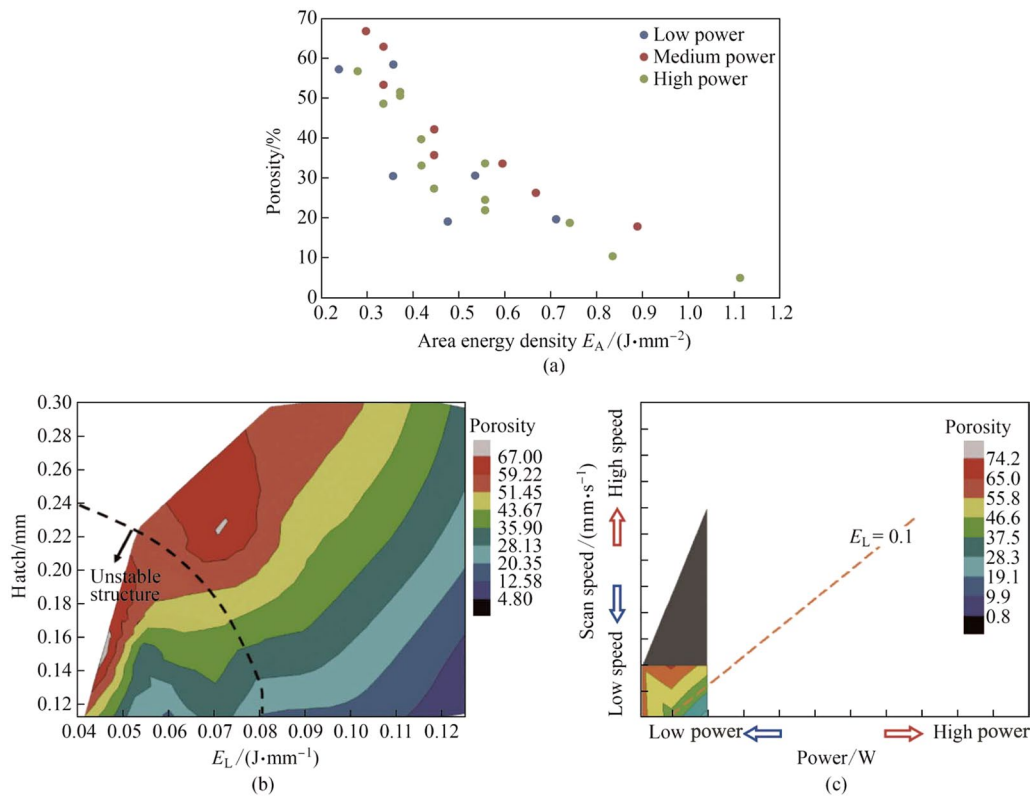 70
60
50
40
30
20
10
0
Porosity/%
Low power
Medium power
High power
0.2 0.3 0.4 0.5 0.6 0.7 0.8 0.9 1.0 1.1 1.2
Area energy density E_A/(J·mm−2)
(a)
0.30
0.28
0.26
0.24
0.22
0.20
0.18
0.16
0.14
0.12
Hatch/mm
Unstable
structure
0.04 0.05 0.06 0.07 0.08 0.09 0.10 0.11 0.12
E_L/(J·mm−1)
(b)
Porosity
67.00
59.22
51.45
43.67
35.90
28.13
20.35
12.58
4.80
Scan speed/(mm·s−1)
High speed
Low speed
E_L = 0.1
Porosity
74.2
65.0
55.8
46.6
37.5
28.3
19.1
9.9
0.8
Low power
High power
Power/W
(c)